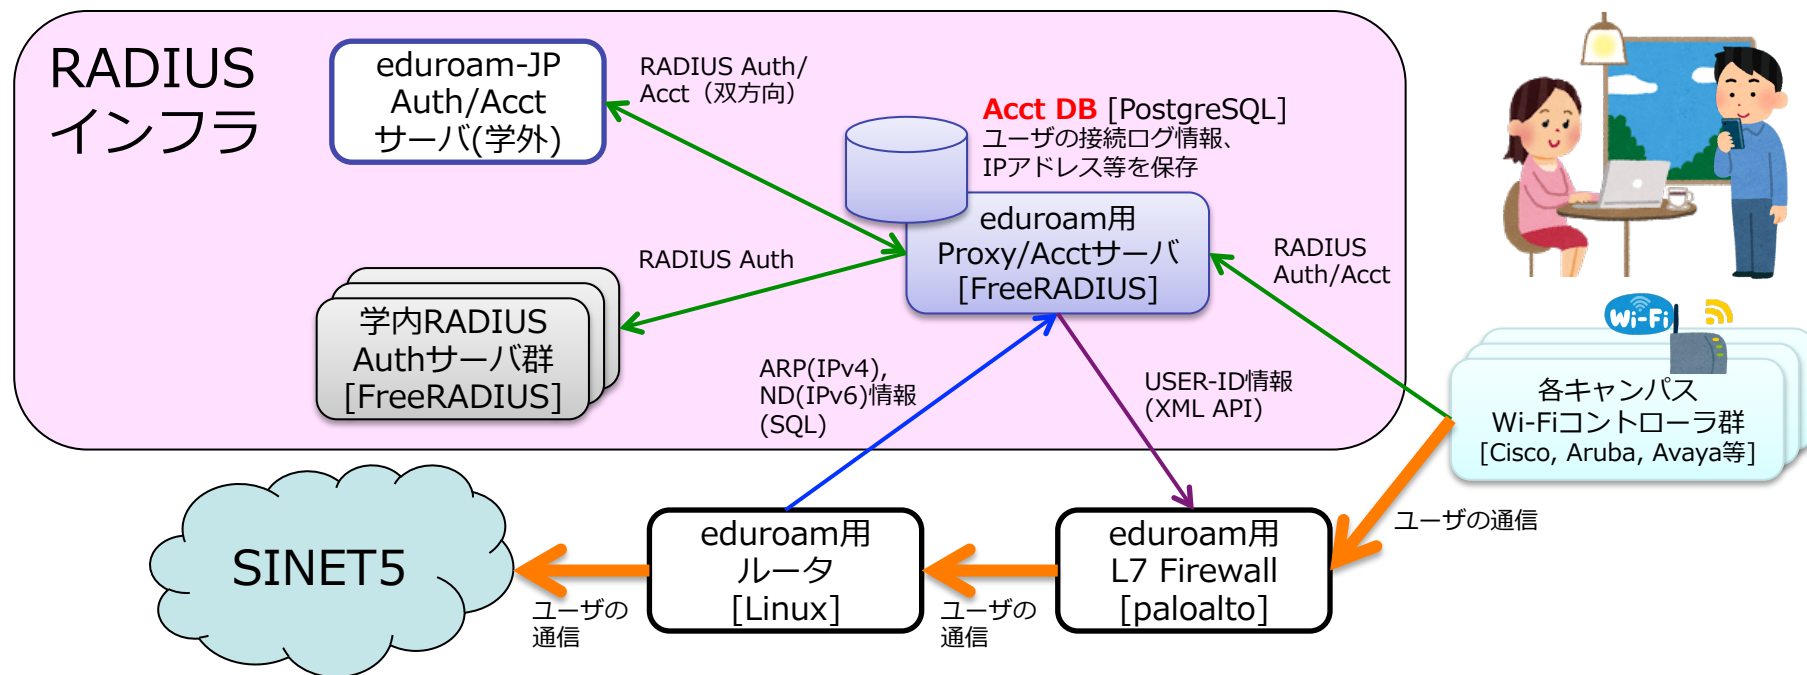 RADIUS
インフラ
eduroam-JP
Auth/Acct
サーバ(学外)
RADIUS Auth/
Acct（双方向）
Acct DB [PostgreSQL]
ユーザの接続ログ情報、
IPアドレス等を保存
eduroam用
Proxy/Acctサーバ
[FreeRADIUS]
RADIUS Auth
RADIUS
Auth/Acct
学内RADIUS
Authサーバ群
[FreeRADIUS]
ARP(IPv4),
ND(IPv6)情報
(SQL)
USER-ID情報
(XML API)
Wi-Fi
各キャンパス
Wi-Fiコントローラ群
[Cisco, Aruba, Avaya等]
ユーザの通信
SINET5
ユーザの
通信
eduroam用
ルータ
[Linux]
ユーザの
通信
eduroam用
L7 Firewall
[paloalto]